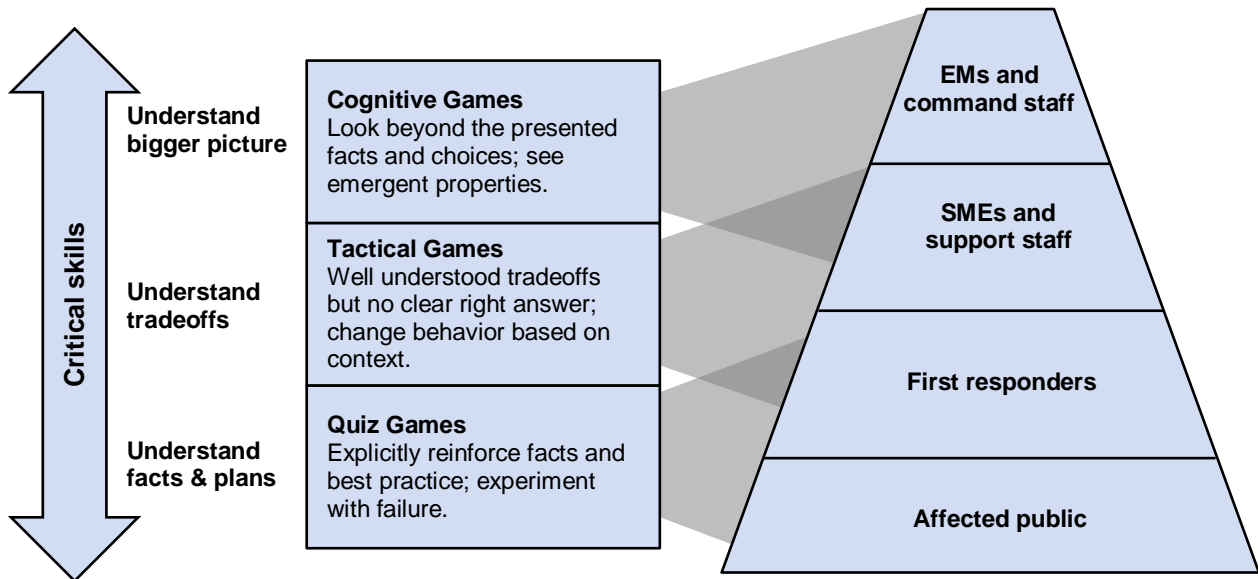 Critical skills
Understand
bigger picture
Understand
tradeoffs
Understand
facts & plans
Cognitive Games
Look beyond the presented
facts and choices; see
emergent properties.
Tactical Games
Well understood tradeoffs
but no clear right answer;
change behavior based on
context.
Quiz Games
Explicitly reinforce facts and
best practice; experiment
with failure.
EMs and
command staff
SMEs and
support staff
First responders
Affected public